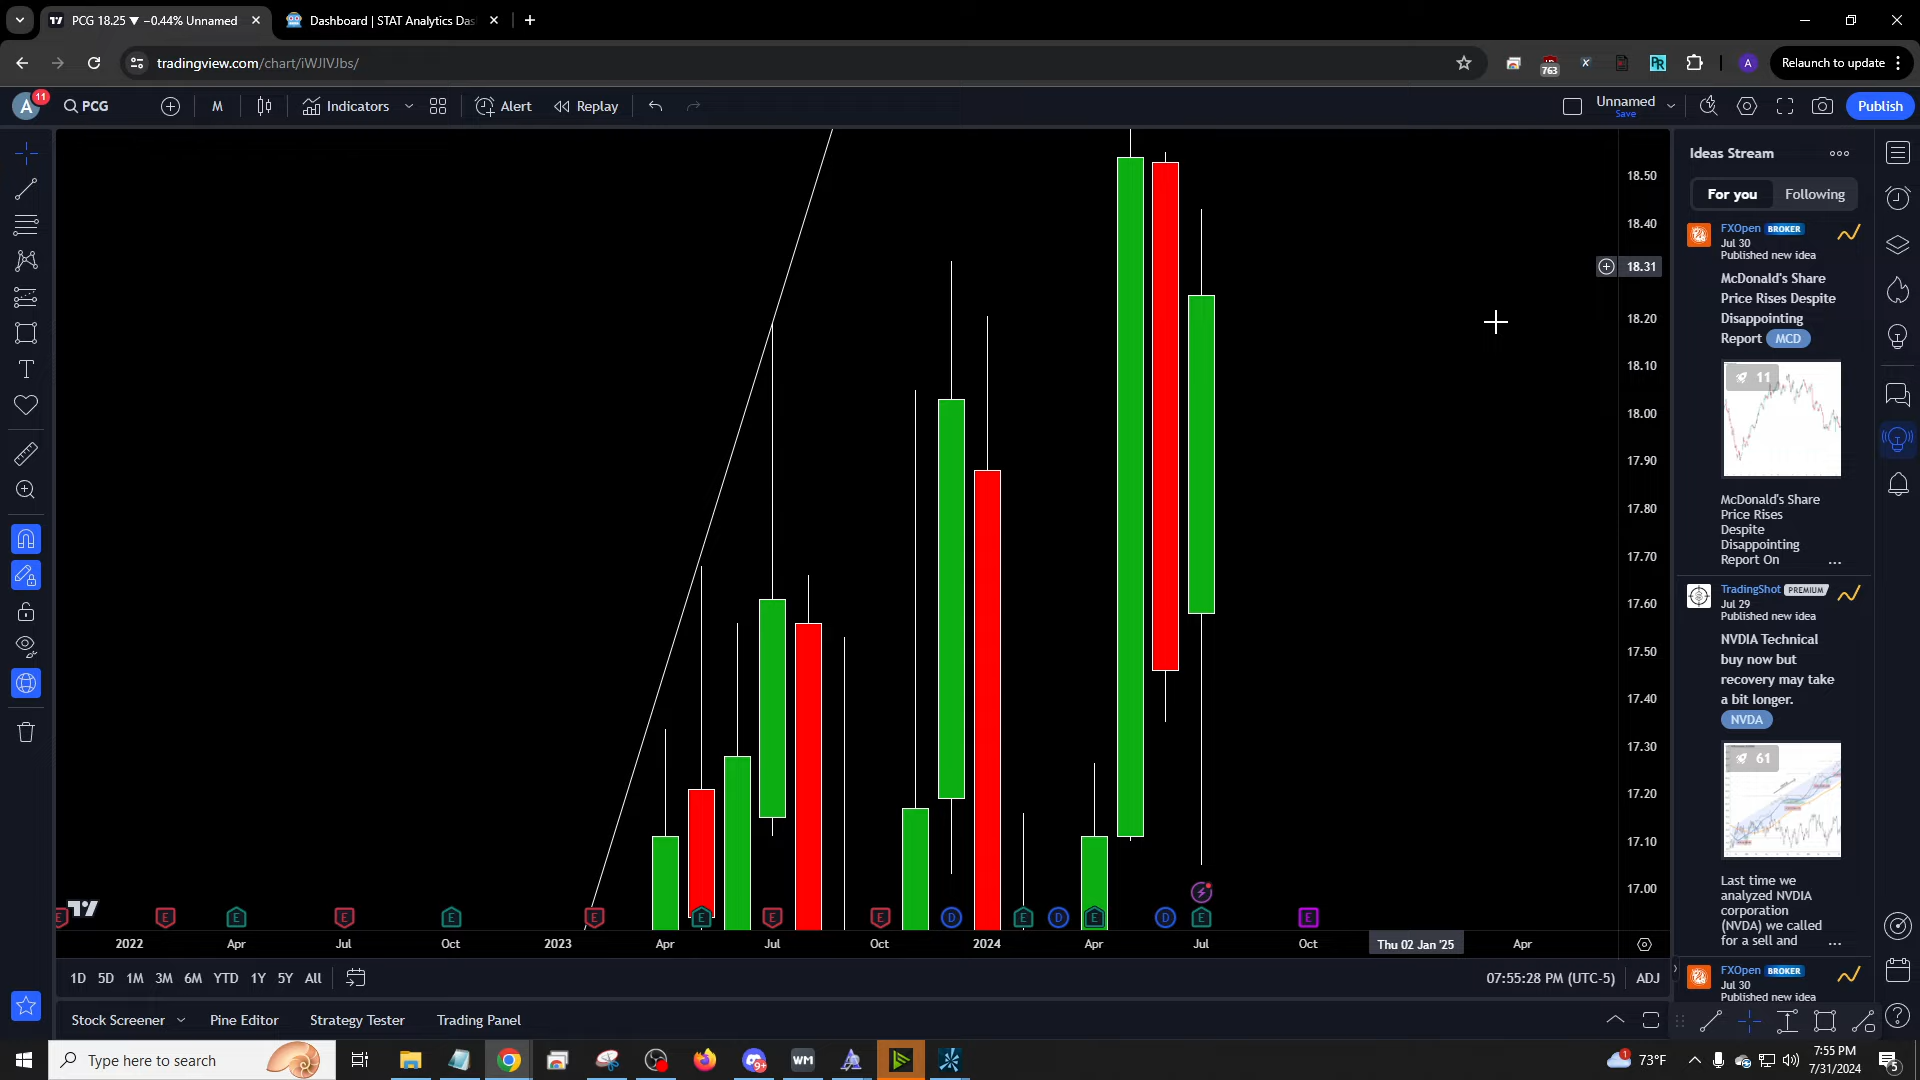 PCG 18.25 ▼ −0.44% Unnamed
Dashboard | STAT Analytics Das
tradingview.com/chart/iWJIVJbs/
763
A
Relaunch to update
A
11
PCG
M
Indicators
Alert
Replay
Unnamed
Save
Publish
18.50
18.40
18.31
18.20
18.10
18.00
17.90
17.80
17.70
17.60
17.50
17.40
17.30
17.20
17.10
17.00
E
E
E
E
E
E
E
E
E
D
E
D
E
D
E
E
2022
Apr
Jul
Oct
2023
Apr
Jul
Oct
2024
Apr
Jul
Oct
Thu 02 Jan '25
Apr
1D
5D
1M
3M
6M
YTD
1Y
5Y
All
07:55:28 PM (UTC-5)
ADJ
Stock Screener
Pine Editor
Strategy Tester
Trading Panel
Ideas Stream
For you
Following
FXOpen BROKER
Jul 30
Published new idea
McDonald's Share
Price Rises Despite
Disappointing
Report MCD
11
McDonald's Share
Price Rises
Despite
Disappointing
Report On ...
TradingShot PREMIUM
Jul 29
Published new idea
NVIDIA Technical
buy now but
recovery may take
a bit longer.
NVDA
61
Last time we
analyzed NVDIA
corporation
(NVDA) we called
for a sell and ...
FXOpen BROKER
Jul 30
Published new idea
Type here to search
9+
WM
1
73°F
7:55 PM
7/31/2024
5